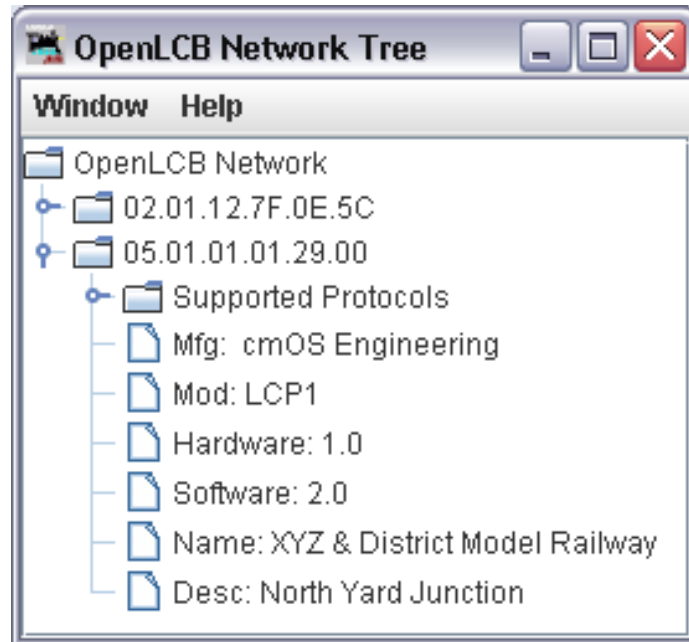 OpenLCB Network Tree
Window Help
OpenLCB Network
02.01.12.7F.0E.5C
05.01.01.01.29.00
Supported Protocols
Mfg: cmOS Engineering
Mod: LCP1
Hardware: 1.0
Software: 2.0
Name: XYZ & District Model Railway
Desc: North Yard Junction